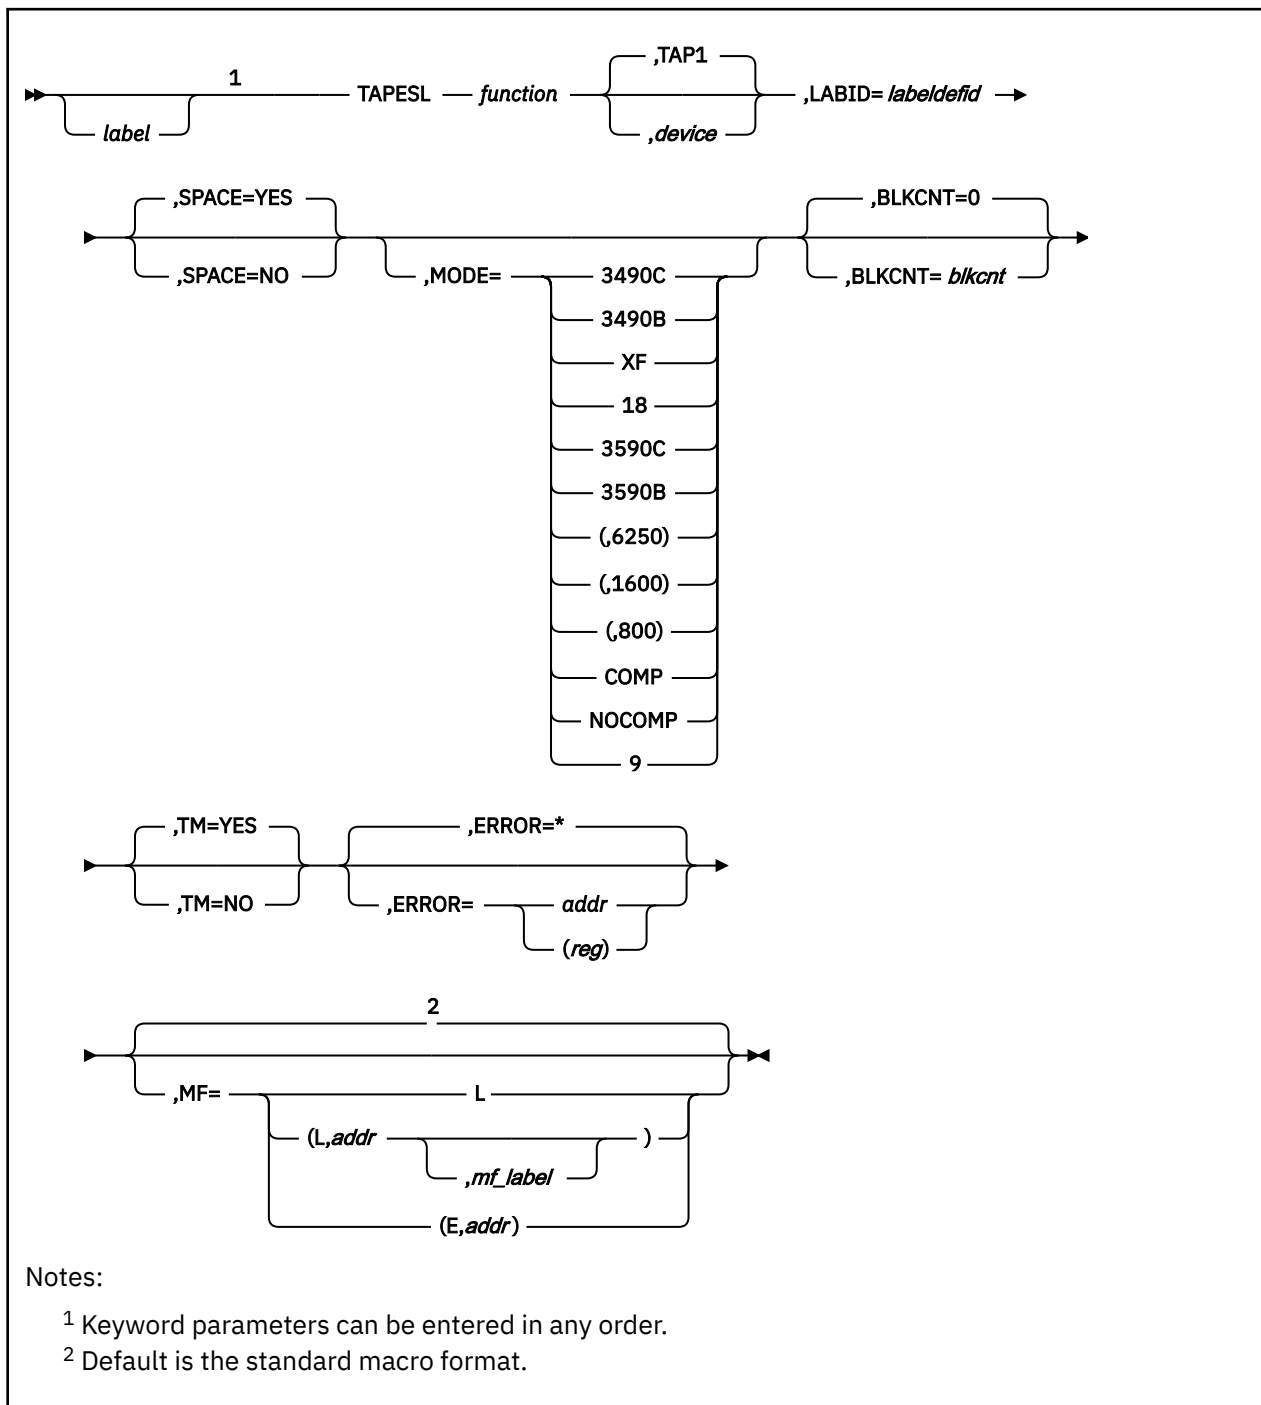 ,TAP1
1
TAPESL function ,LABID= labeldefid
label ,device
,SPACE=YES ,BLKCNT=0
,SPACE=NO ,MODE= 3490C ,BLKCNT= blkcnt
3490B
XF
18
3590C
3590B
(,6250)
(,1600)
(,800)
COMP
NOCOMP
9
,TM=YES ,ERROR=*
,TM=NO ,ERROR= addr
(reg)
2
,MF= L
(L,addr )
,mf_label
(E,addr)
Notes:
1 Keyword parameters can be entered in any order.
2 Default is the standard macro format.